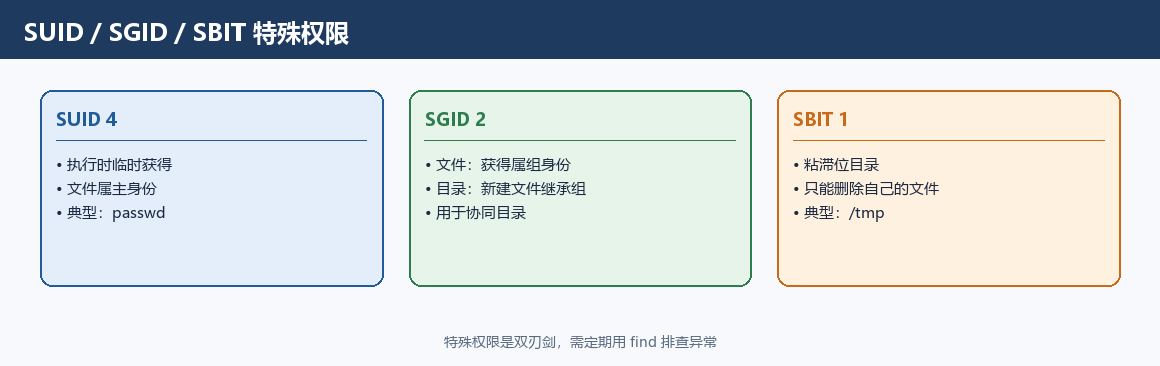 SUID / SGID / SBIT 特殊权限
SUID 4
• 执行时临时获得
• 文件属主身份
• 典型：passwd
SGID 2
• 文件：获得属组身份
• 目录：新建文件继承组
• 用于协同目录
SBIT 1
• 粘滞位目录
• 只能删除自己的文件
• 典型：/tmp
特殊权限是双刃剑，需定期用 find 排查异常